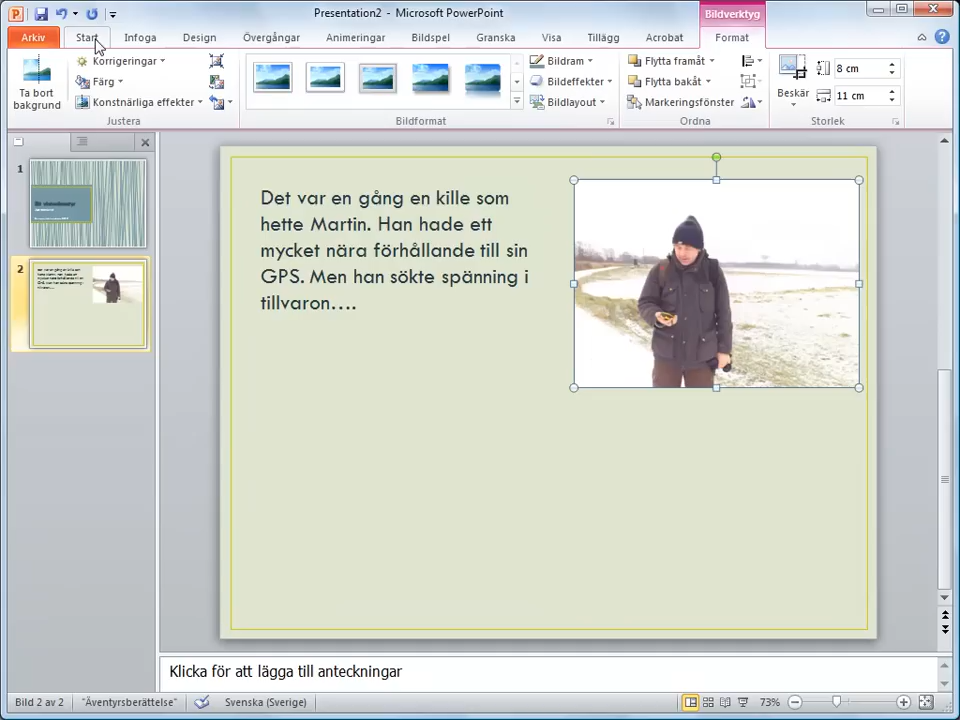 Presentation2 - Microsoft PowerPoint
Bildverktyg
Arkiv
Start
Infoga
Design
Övergångar
Animeringar
Bildspel
Granska
Visa
Tillägg
Acrobat
Format
Ta bort
bakgrund
Korrigeringar
Färg
Konstnärliga effekter
Justera
Bildformat
Bildram
Bildeffekter
Bildlayout
Flytta framåt
Flytta bakåt
Markeringsfönster
Ordna
Beskär
8 cm
11 cm
Storlek
1
2
Det var en gång en kille som
hette Martin. Han hade ett
mycket nära förhållande till sin
GPS. Men han sökte spänning i
tillvaron….
Klicka för att lägga till anteckningar
Bild 2 av 2
"Äventyrsberättelse"
Svenska (Sverige)
73%